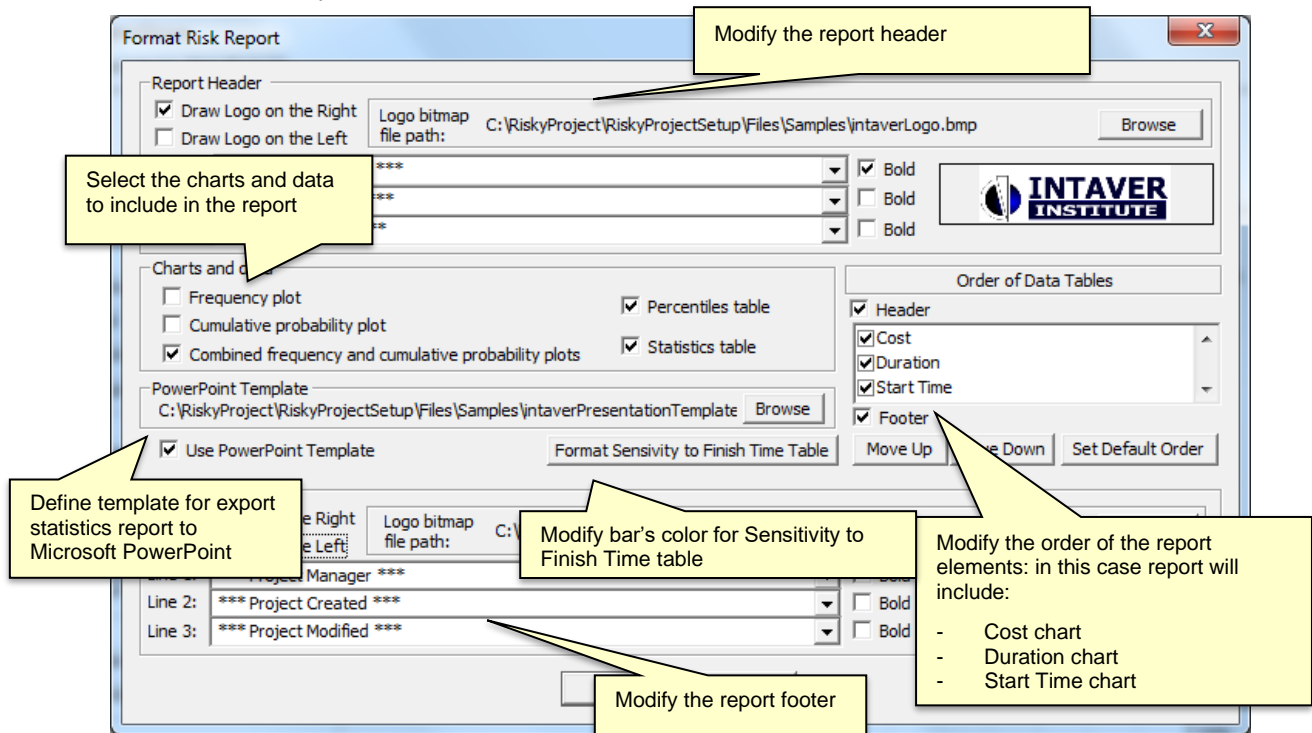 Format Risk Report
Modify the report header
Report Header
Draw Logo on the Right
Draw Logo on the Left
Logo bitmap
file path:
C:\RiskyProject\RiskyProjectSetup\Files\Samples\intaverLogo.bmp
Browse
Select the charts and data
to include in the report
***
Bold
**
Bold
**
Bold
INTAVER
INSTITUTE
Charts and d
Frequency plot
Cumulative probability plot
Combined frequency and cumulative probability plots
Percentiles table
Statistics table
Order of Data Tables
Header
Cost
Duration
Start Time
Footer
Move Up
Down
Set Default Order
PowerPoint Template
C:\RiskyProject\RiskyProjectSetup\Files\Samples\intaverPresentationTemplate
Browse
Use PowerPoint Template
Format Sensivity to Finish Time Table
Define template for export
statistics report to
Microsoft PowerPoint
e Right
e Left
Logo bitmap
file path:
C:\
Modify bar's color for Sensitivity to
Finish Time table
Modify the order of the report
elements: in this case report will
include:
- Cost chart
- Duration chart
- Start Time chart
Project Manager ***
Line 2:
*** Project Created ***
Bold
Line 3:
*** Project Modified ***
Bold
Modify the report footer